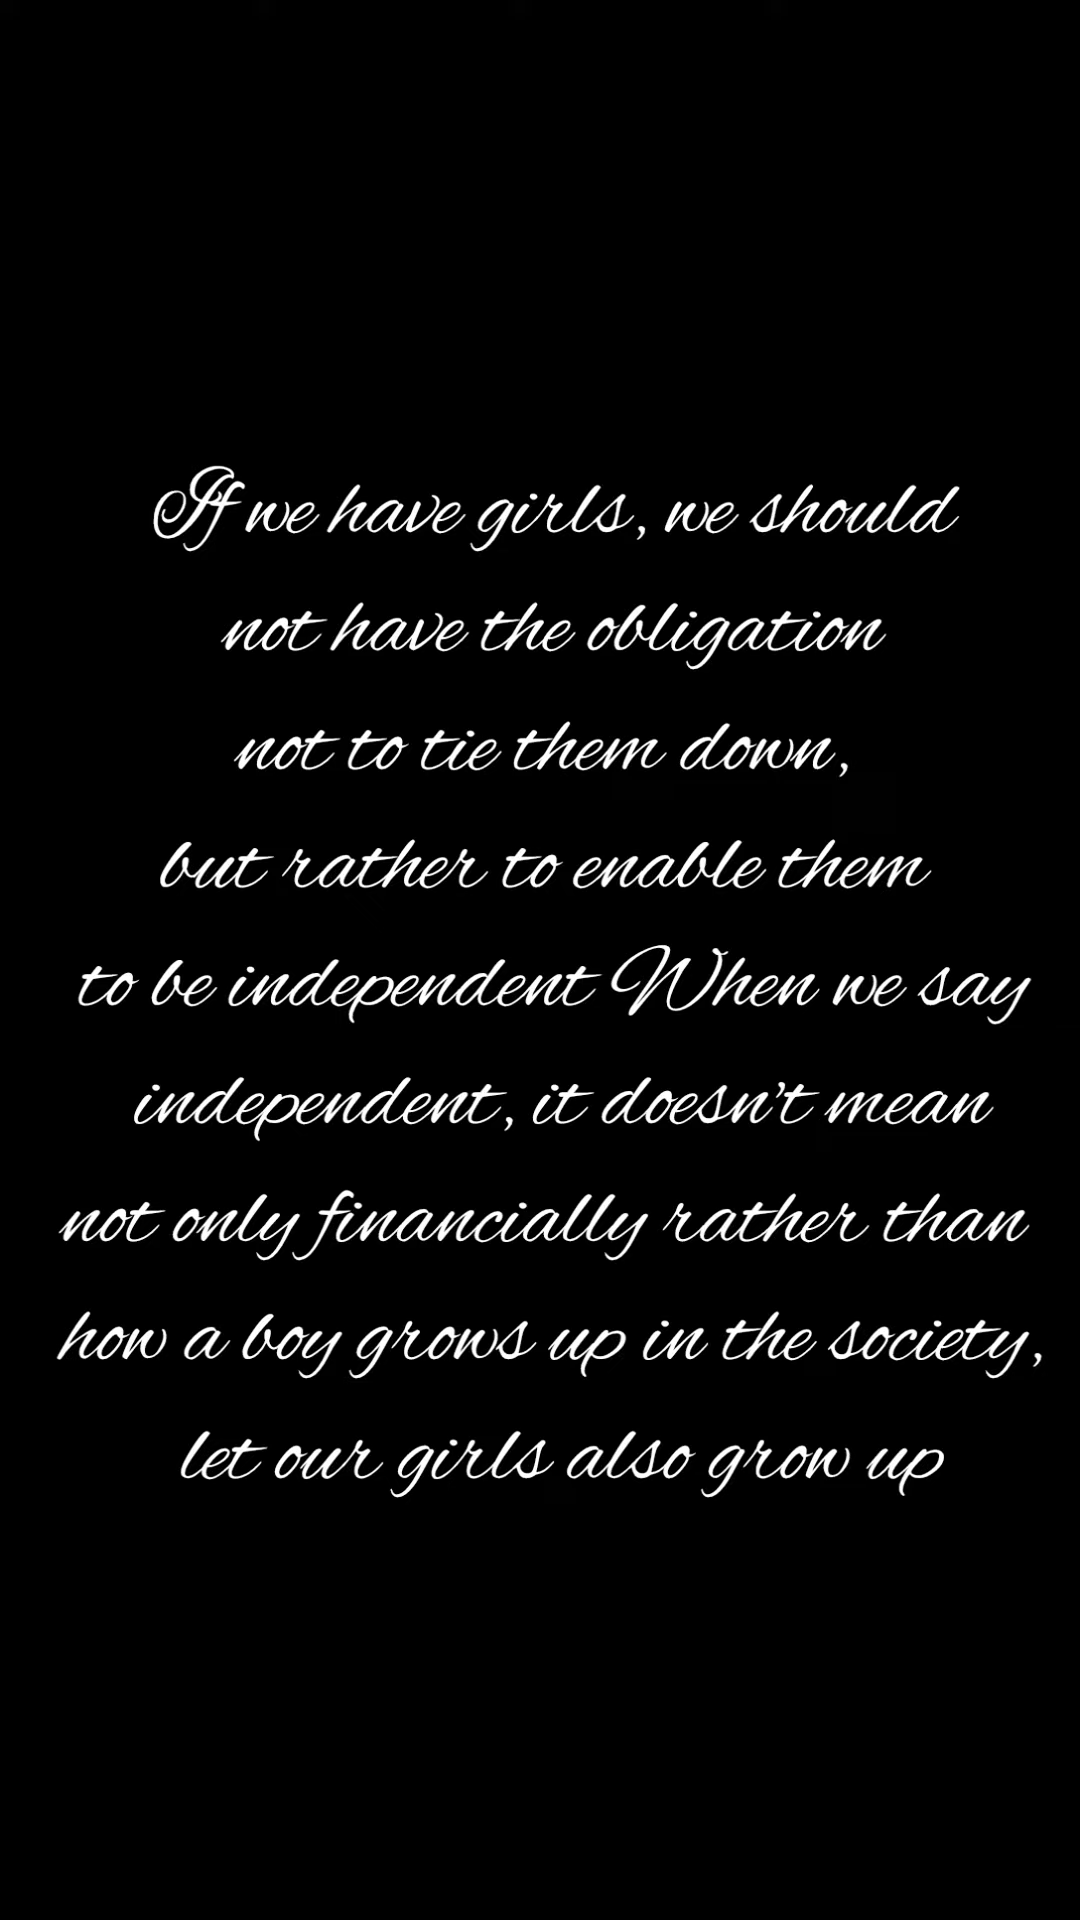 If we have girls, we should
not have the obligation
not to tie them down,
but rather to enable them
to be independent When we say
independent, it doesn't mean
not only financially rather than
how a boy grows up in the society,
let our girls also grow up